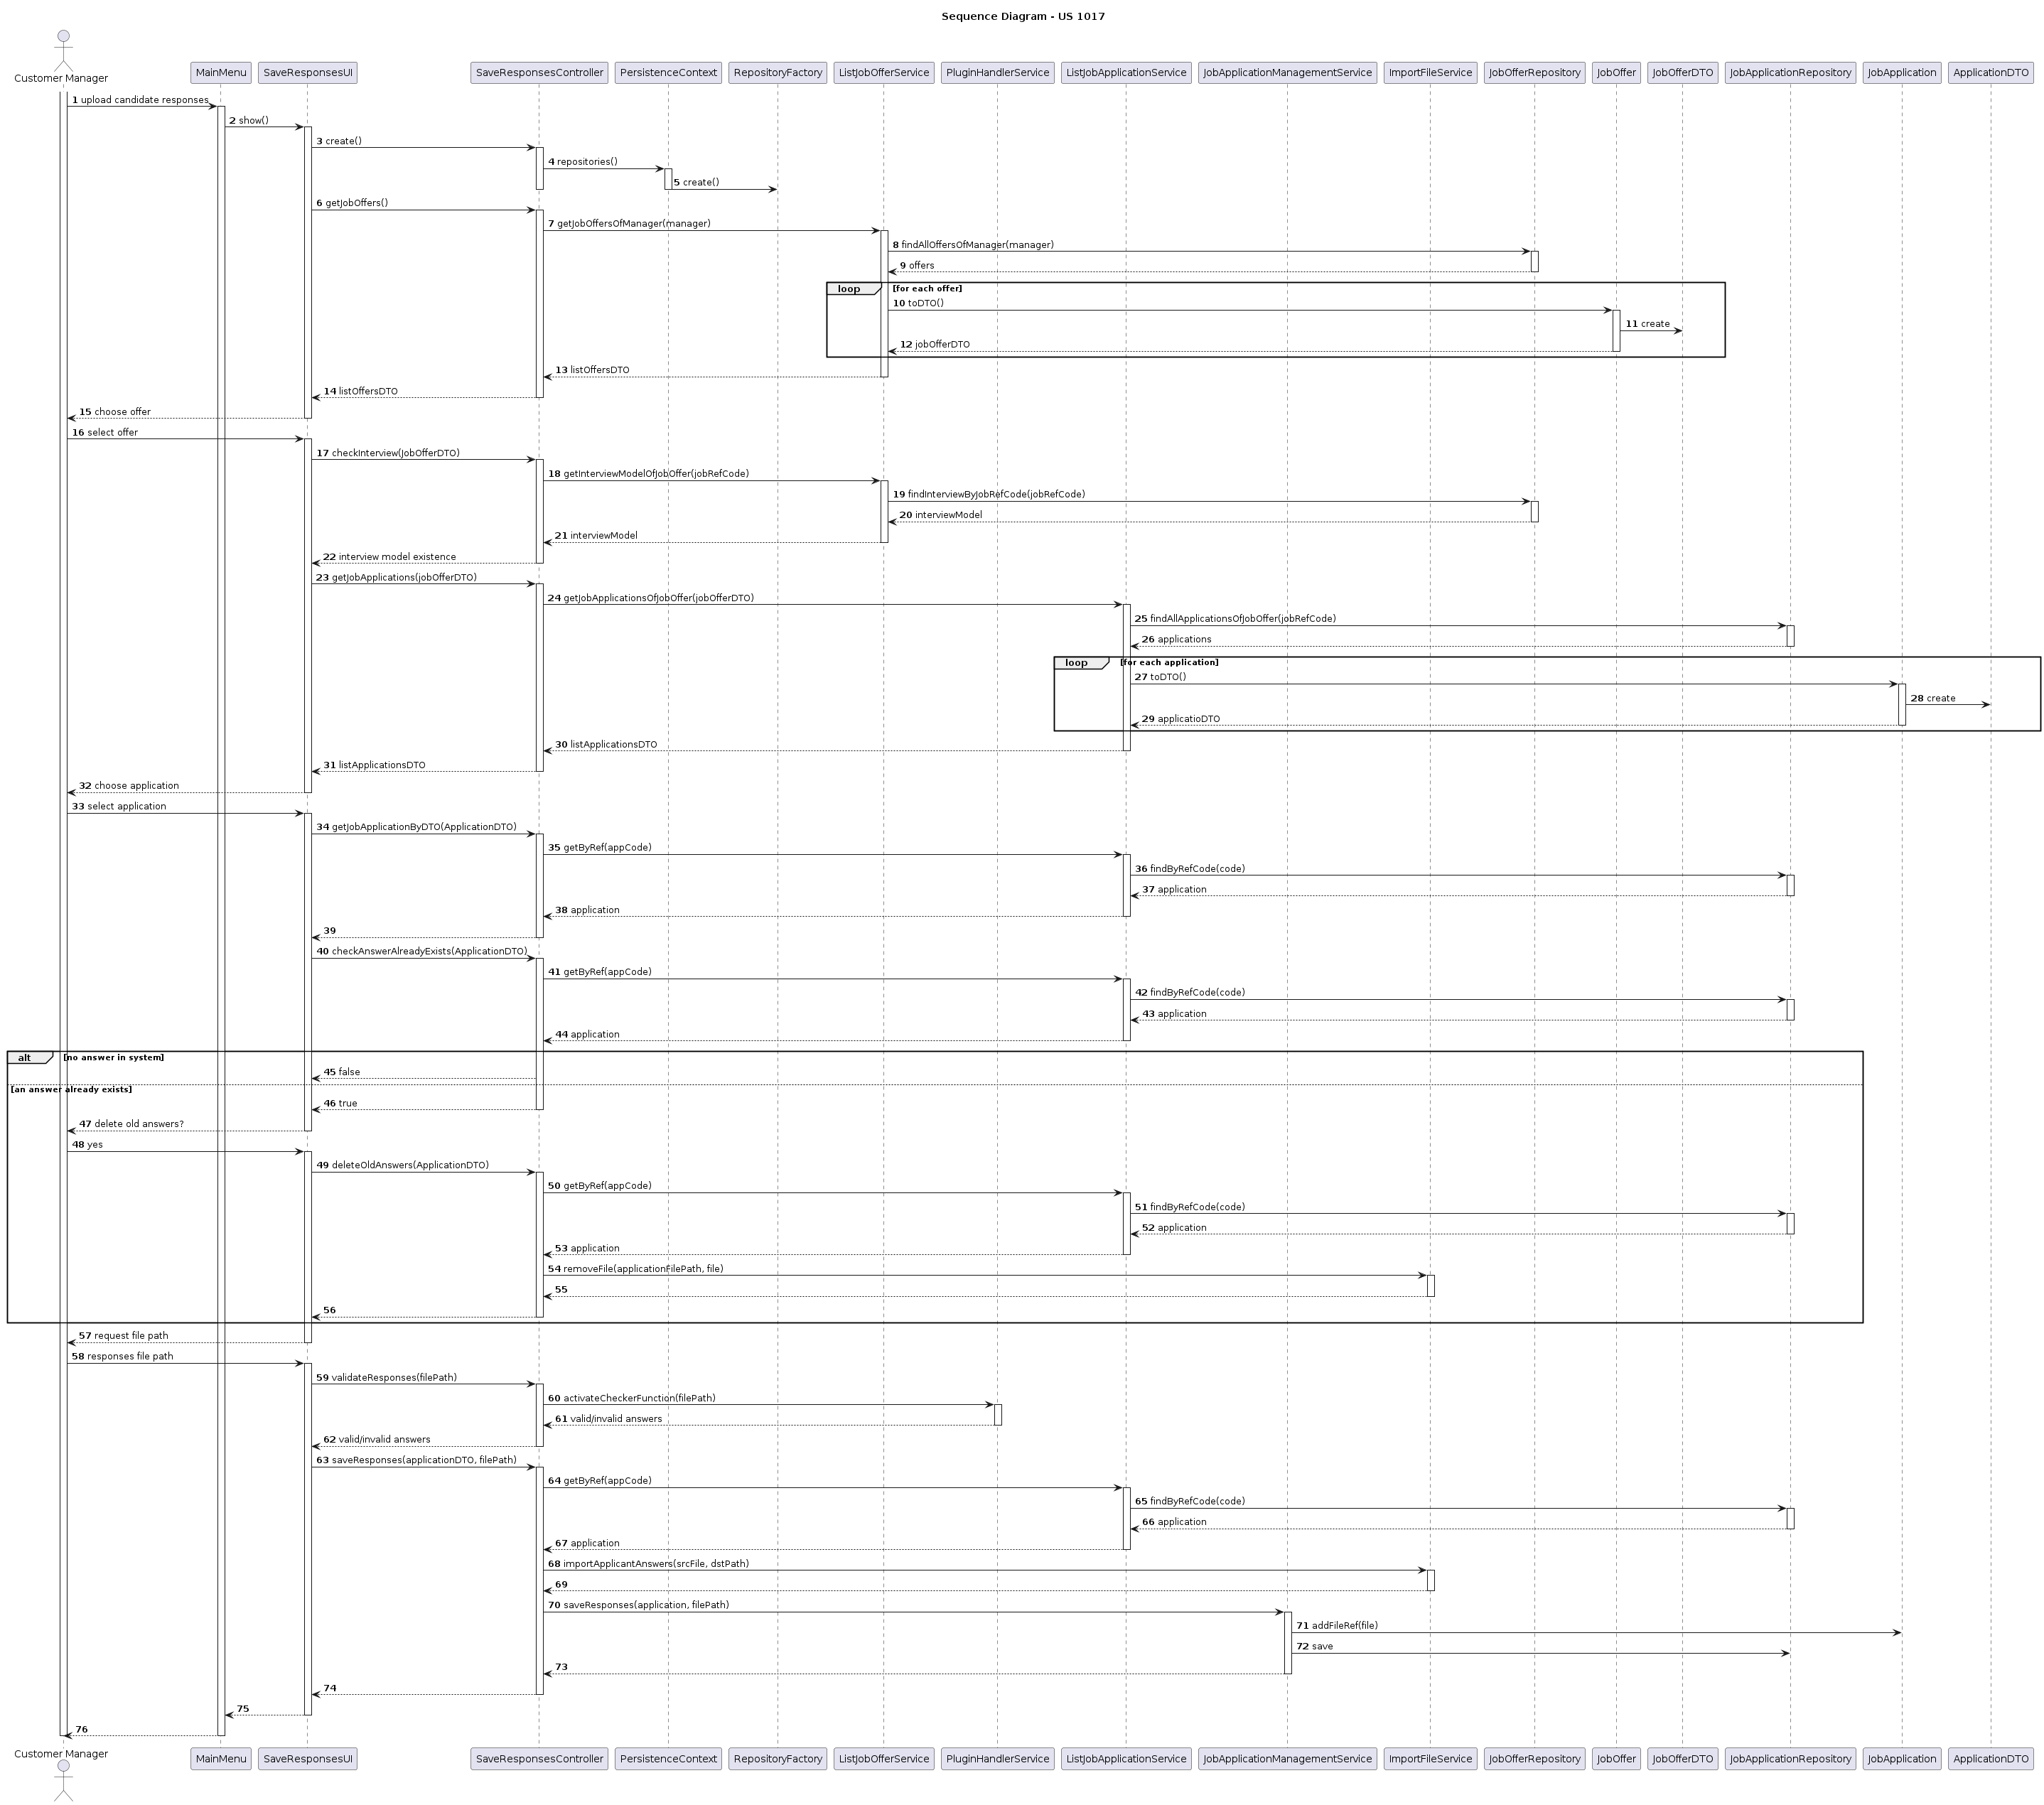 Sequence Diagram - US 1017
Customer Manager
MainMenu
SaveResponsesUI
SaveResponsesController
PersistenceContext
RepositoryFactory
ListJobOfferService
PluginHandlerService
ListJobApplicationService
JobApplicationManagementService
ImportFileService
JobOfferRepository
JobOffer
JobOfferDTO
JobApplicationRepository
JobApplication
ApplicationDTO
1 upload candidate responses
2 show()
3 create()
4 repositories()
5 create()
6 getJobOffers()
7 getJobOffersOfManager(manager)
8 findAllOffersOfManager(manager)
9 offers
loop [for each offer]
10 toDTO()
11 create
12 jobOfferDTO
13 listOffersDTO
14 listOffersDTO
15 choose offer
16 select offer
17 checkInterview(JobOfferDTO)
18 getInterviewModelOfJobOffer(jobRefCode)
19 findInterviewByJobRefCode(jobRefCode)
20 interviewModel
21 interviewModel
22 interview model existence
23 getJobApplications(jobOfferDTO)
24 getJobApplicationsOfJobOffer(jobOfferDTO)
25 findAllApplicationsOfJobOffer(jobRefCode)
26 applications
loop [for each application]
27 toDTO()
28 create
29 applicatioDTO
30 listApplicationsDTO
31 listApplicationsDTO
32 choose application
33 select application
34 getJobApplicationByDTO(ApplicationDTO)
35 getByRef(appCode)
36 findByRefCode(code)
37 application
38 application
39
40 checkAnswerAlreadyExists(ApplicationDTO)
41 getByRef(appCode)
42 findByRefCode(code)
43 application
44 application
alt [no answer in system]
45 false
[an answer already exists]
46 true
47 delete old answers?
48 yes
49 deleteOldAnswers(ApplicationDTO)
50 getByRef(appCode)
51 findByRefCode(code)
52 application
53 application
54 removeFile(applicationFilePath, file)
55
56
57 request file path
58 responses file path
59 validateResponses(filePath)
60 activateCheckerFunction(filePath)
61 valid/invalid answers
62 valid/invalid answers
63 saveResponses(applicationDTO, filePath)
64 getByRef(appCode)
65 findByRefCode(code)
66 application
67 application
68 importApplicantAnswers(srcFile, dstPath)
69
70 saveResponses(application, filePath)
71 addFileRef(file)
72 save
73
74
75
76
Customer Manager
MainMenu
SaveResponsesUI
SaveResponsesController
PersistenceContext
RepositoryFactory
ListJobOfferService
PluginHandlerService
ListJobApplicationService
JobApplicationManagementService
ImportFileService
JobOfferRepository
JobOffer
JobOfferDTO
JobApplicationRepository
JobApplication
ApplicationDTO